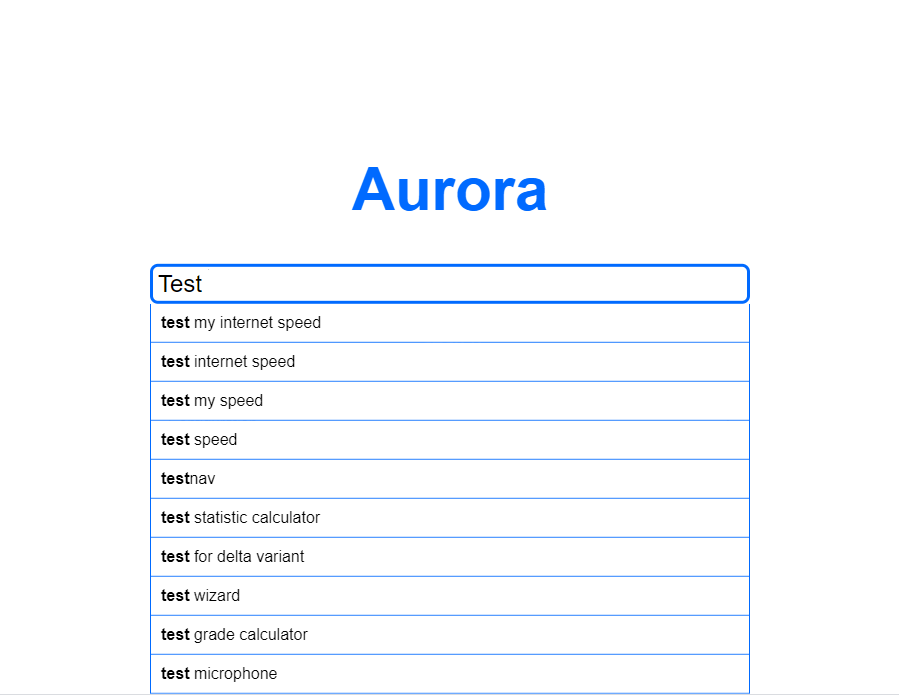 Aurora
Test
test my internet speed
test internet speed
test my speed
test speed
testnav
test statistic calculator
test for delta variant
test wizard
test grade calculator
test microphone